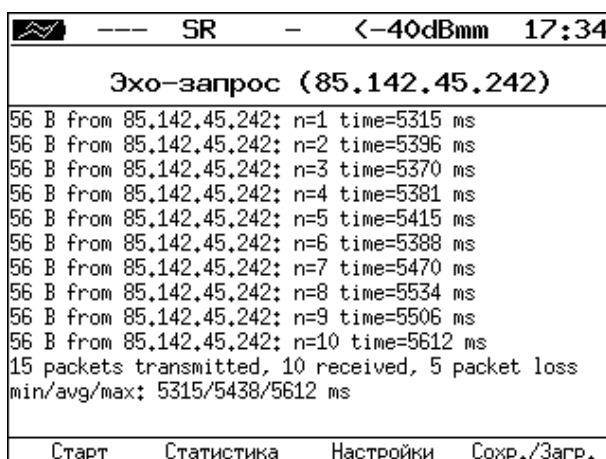 --- SR - <-40dBmm 17:34
Эхо-запрос (85.142.45.242)
56 B from 85.142.45.242: n=1 time=5315 ms
56 B from 85.142.45.242: n=2 time=5396 ms
56 B from 85.142.45.242: n=3 time=5370 ms
56 B from 85.142.45.242: n=4 time=5381 ms
56 B from 85.142.45.242: n=5 time=5415 ms
56 B from 85.142.45.242: n=6 time=5388 ms
56 B from 85.142.45.242: n=7 time=5470 ms
56 B from 85.142.45.242: n=8 time=5534 ms
56 B from 85.142.45.242: n=9 time=5506 ms
56 B from 85.142.45.242: n=10 time=5612 ms
15 packets transmitted, 10 received, 5 packet loss
min/avg/max: 5315/5438/5612 ms
Старт Статистика Настройки Сохр./Загр.